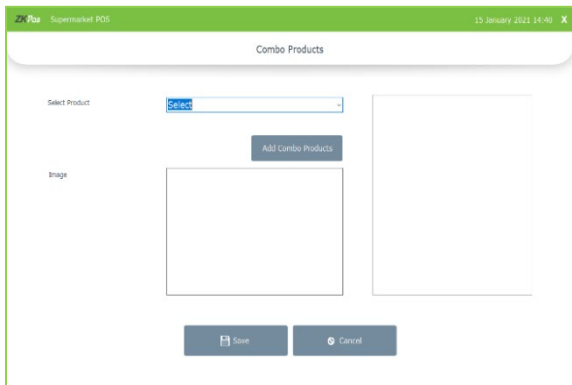 ZKPos Supermarket POS 15 January 2021 14:40 X
Combo Products
Select Product Select
Add Combo Products
Image
Save Cancel